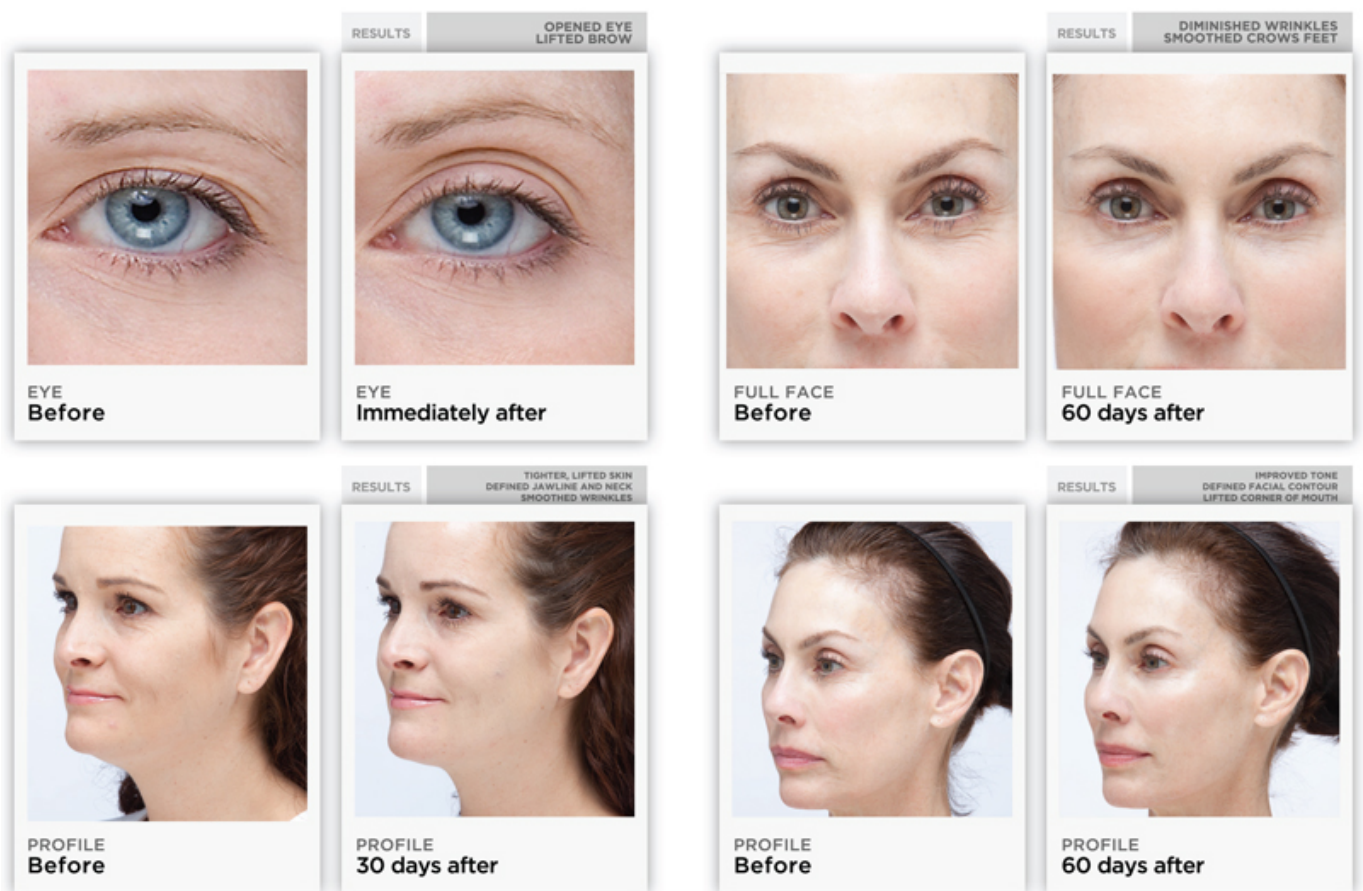 RESULTS
OPENED EYE
LIFTED BROW
EYE
Before
EYE
Immediately after
RESULTS
DIMINISHED WRINKLES
SMOOTHED CROWS FEET
FULL FACE
Before
FULL FACE
60 days after
RESULTS
TIGHTER, LIFTED SKIN
DEFINED JAWLINE AND NECK
SMOOTHED WRINKLES
PROFILE
Before
PROFILE
30 days after
RESULTS
IMPROVED TONE
DEFINED FACIAL CONTOUR
LIFTED CORNER OF MOUTH
PROFILE
Before
PROFILE
60 days after